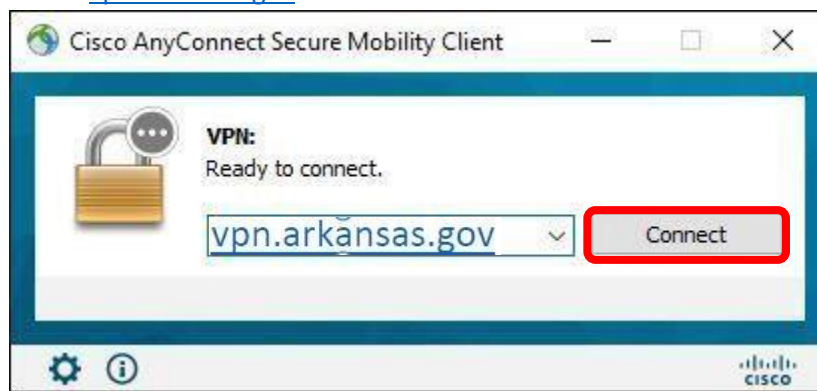 Cisco AnyConnect Secure Mobility Client
VPN:
Ready to connect.
vpn.arkansas.gov
Connect
CISCO